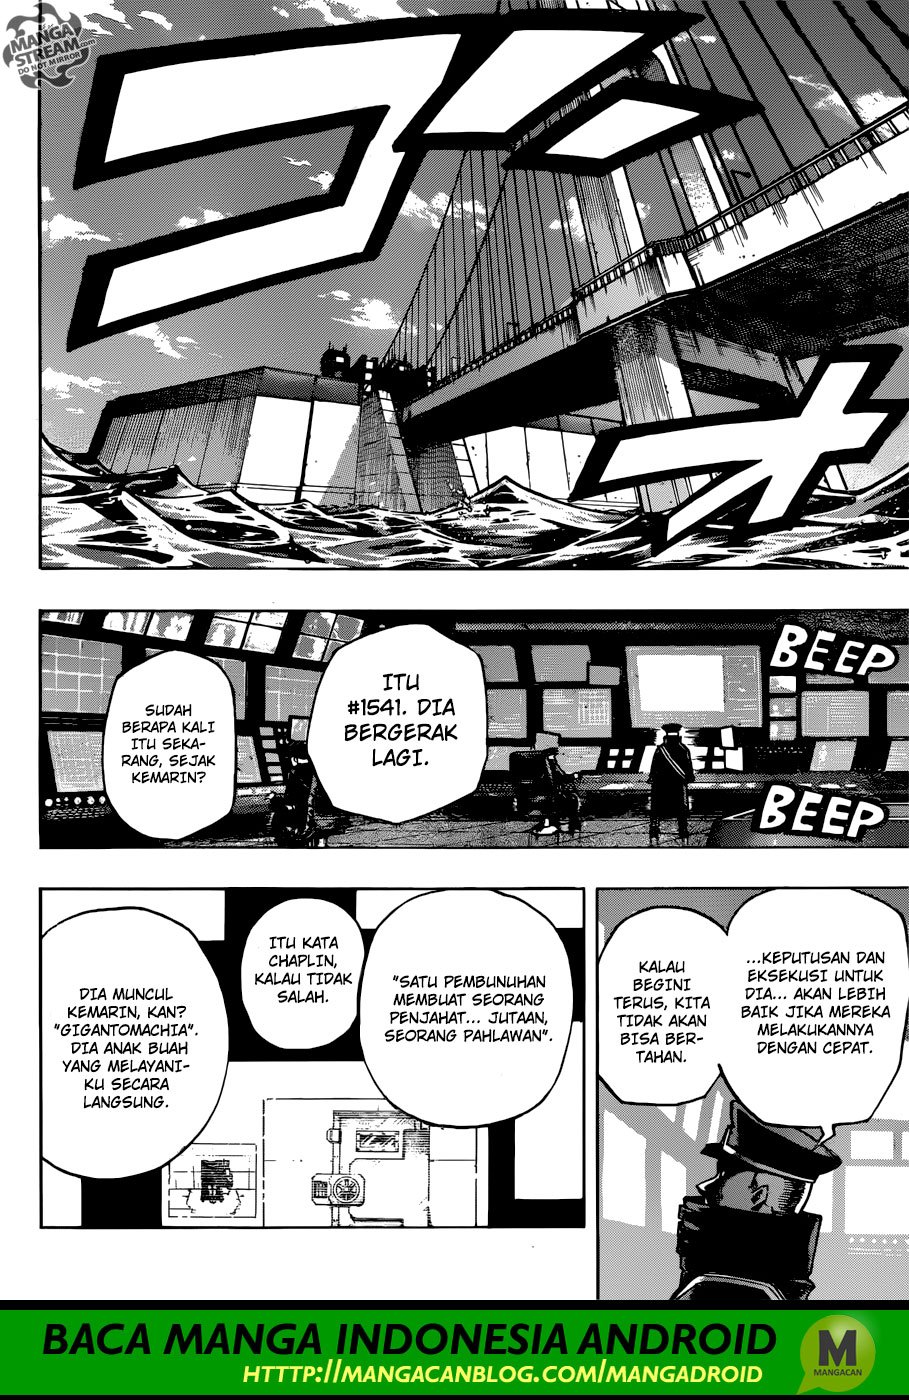 MANGA
STREAM.com
DO NOT MIRROR
ゴ
オ
BEEP
BEEP
ITU
#1541. DIA
BERGERAK
LAGI.
SUDAH
BERAPA KALI
ITU SEKA-
RANG, SEJAK
KEMARIN?
...KEPUTUSAN DAN
EKSEKUSI UNTUK
DIA... AKAN LEBIH
BAIK JIKA MEREKA
MELAKUKANNYA
DENGAN CEPAT.
KALAU
BEGINI
TERUS, KITA
TIDAK AKAN
BISA BER-
TAHAN.
"SATU PEMBUNUHAN
MEMBUAT SEORANG
PENJAHAT... JUTAAN,
SEORANG PAHLAWAN".
ITU KATA
CHAPLIN,
KALAU TIDAK
SALAH.
DIA MUNCUL
KEMARIN, KAN?
"GIGANTOMACHIA".
DIA ANAK BUAH
YANG MELAYANI-
KU SECARA
LANGSUNG.
BACA MANGA INDONESIA ANDROID
HTTTP://MANGACANBLOG.COM/MANGADROID
M
MANGACAN